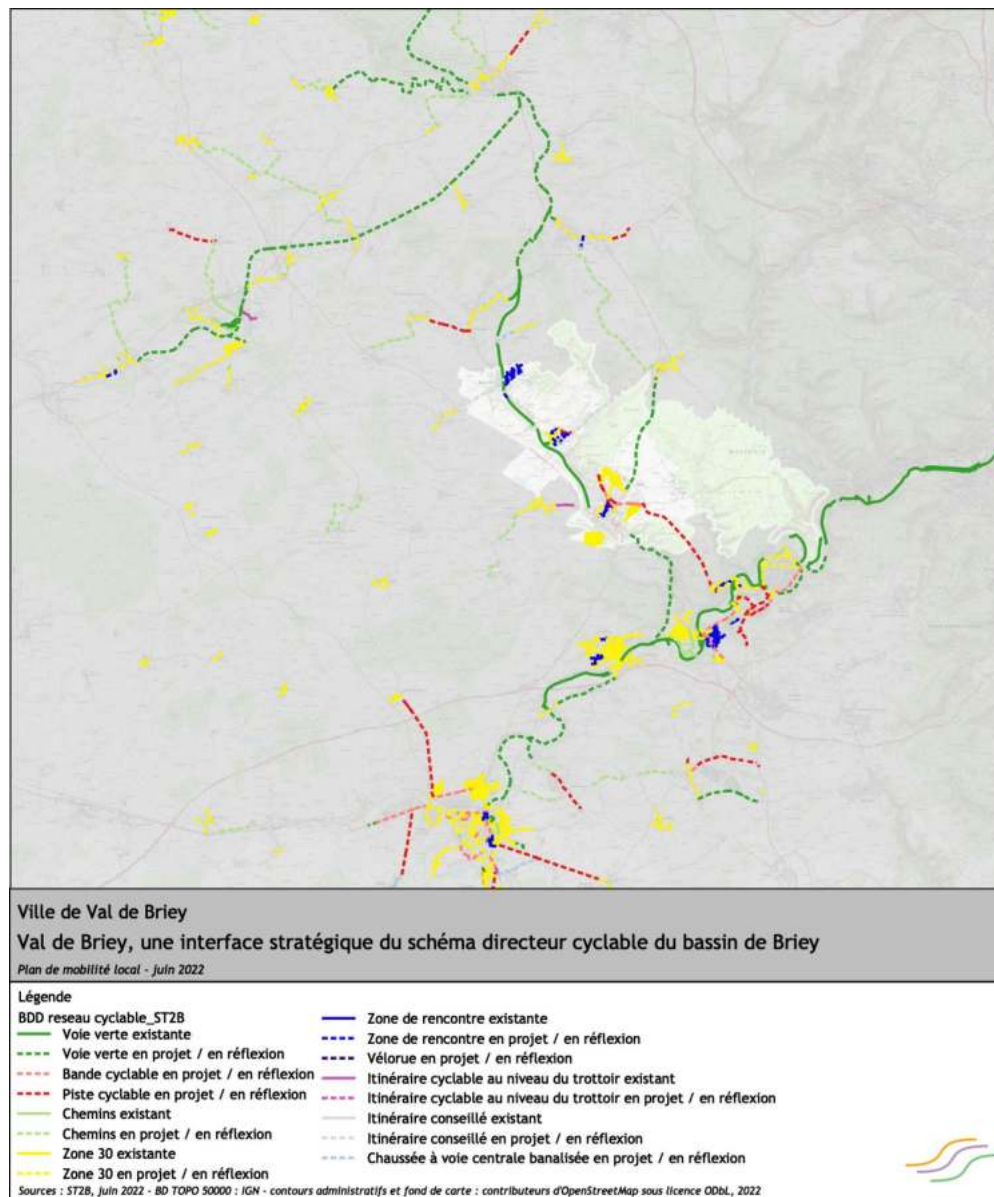 Ville de Val de Briey
Val de Briey, une interface stratégique du schéma directeur cyclable du bassin de Briey
Plan de mobilité local - juin 2022
Légende
BDD reseau cyclable_ST2B
Voie verte existante
Voie verte en projet / en réflexion
Bande cyclable en projet / en réflexion
Piste cyclable en projet / en réflexion
Chemins existant
Chemins en projet / en réflexion
Zone 30 existante
Zone 30 en projet / en réflexion
Zone de rencontre existante
Zone de rencontre en projet / en réflexion
Vélorue en projet / en réflexion
Itinéraire cyclable au niveau du trottoir existant
Itinéraire cyclable au niveau du trottoir en projet / en réflexion
Itinéraire conseillé existant
Itinéraire conseillé en projet / en réflexion
Chaussée à voie centrale banalisée en projet / en réflexion
Sources : ST2B, juin 2022 - BD TOPO 50000 : IGN - contours administratifs et fond de carte : contributeurs d'OpenStreetMap sous licence ODbL, 2022